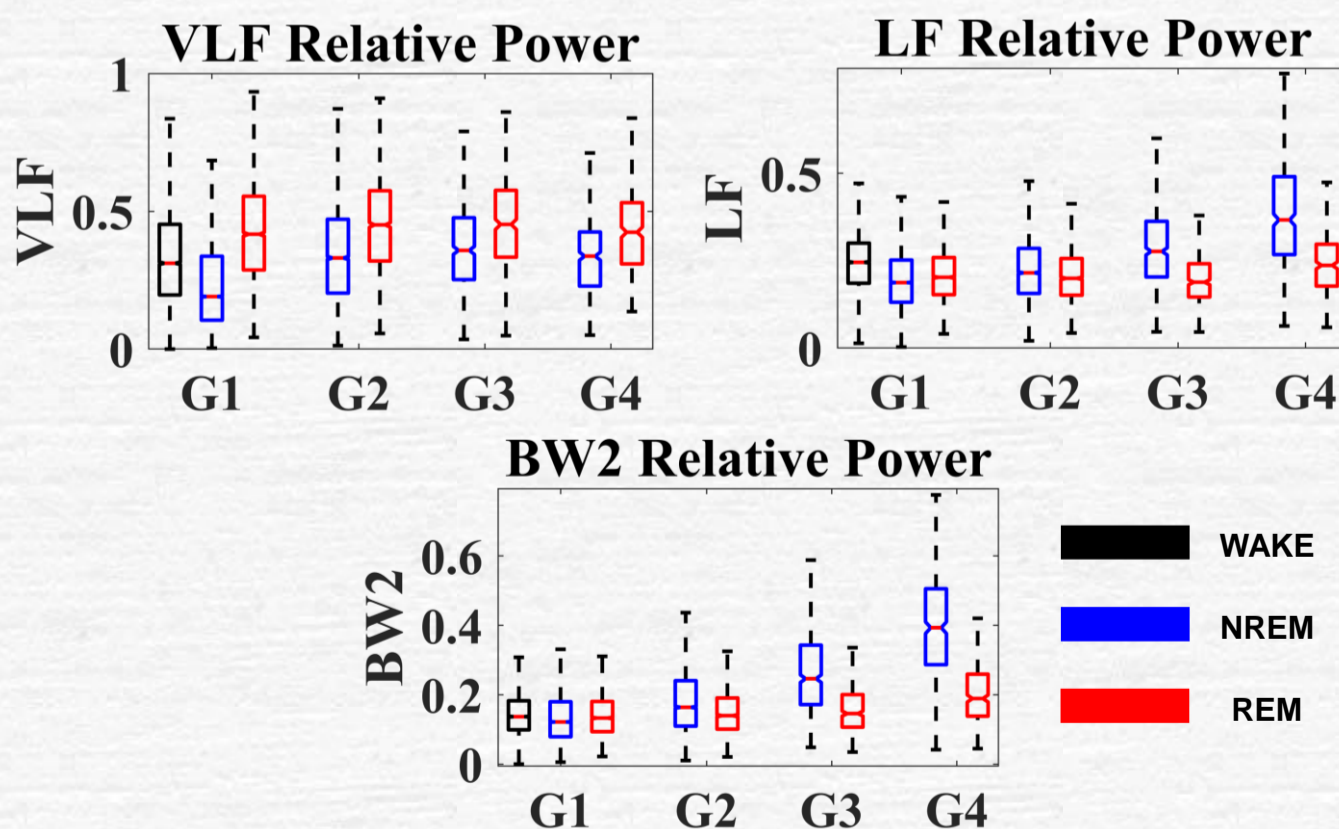 VLF Relative Power
VLF
1
0.5
0
G1 G2 G3 G4
LF Relative Power
LF
0.5
0
G1 G2 G3 G4
BW2 Relative Power
BW2
0.6
0.4
0.2
0
G1 G2 G3 G4
WAKE
NREM
REM